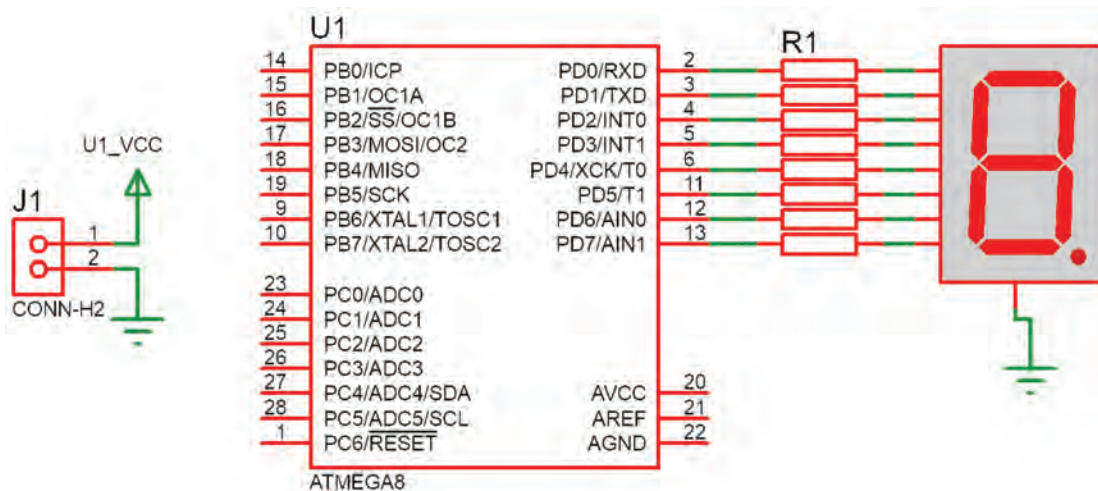 U1
R1
14 PB0/ICP PD0/RXD 2
15 PB1/OC1A PD1/TXD 3
16 PB2/SS/OC1B PD2/INT0 4
17 PB3/MOSI/OC2 PD3/INT1 5
18 PB4/MISO PD4/XCK/T0 6
19 PB5/SCK PD5/T1 11
9 PB6/XTAL1/TOSC1 PD6/AIN0 12
10 PB7/XTAL2/TOSC2 PD7/AIN1 13
23 PC0/ADC0
24 PC1/ADC1
25 PC2/ADC2
26 PC3/ADC3
27 PC4/ADC4/SDA AVCC 20
28 PC5/ADC5/SCL AREF 21
1 PC6/RESET AGND 22
ATMEGA8
U1_VCC
J1
1
2
CONN-H2